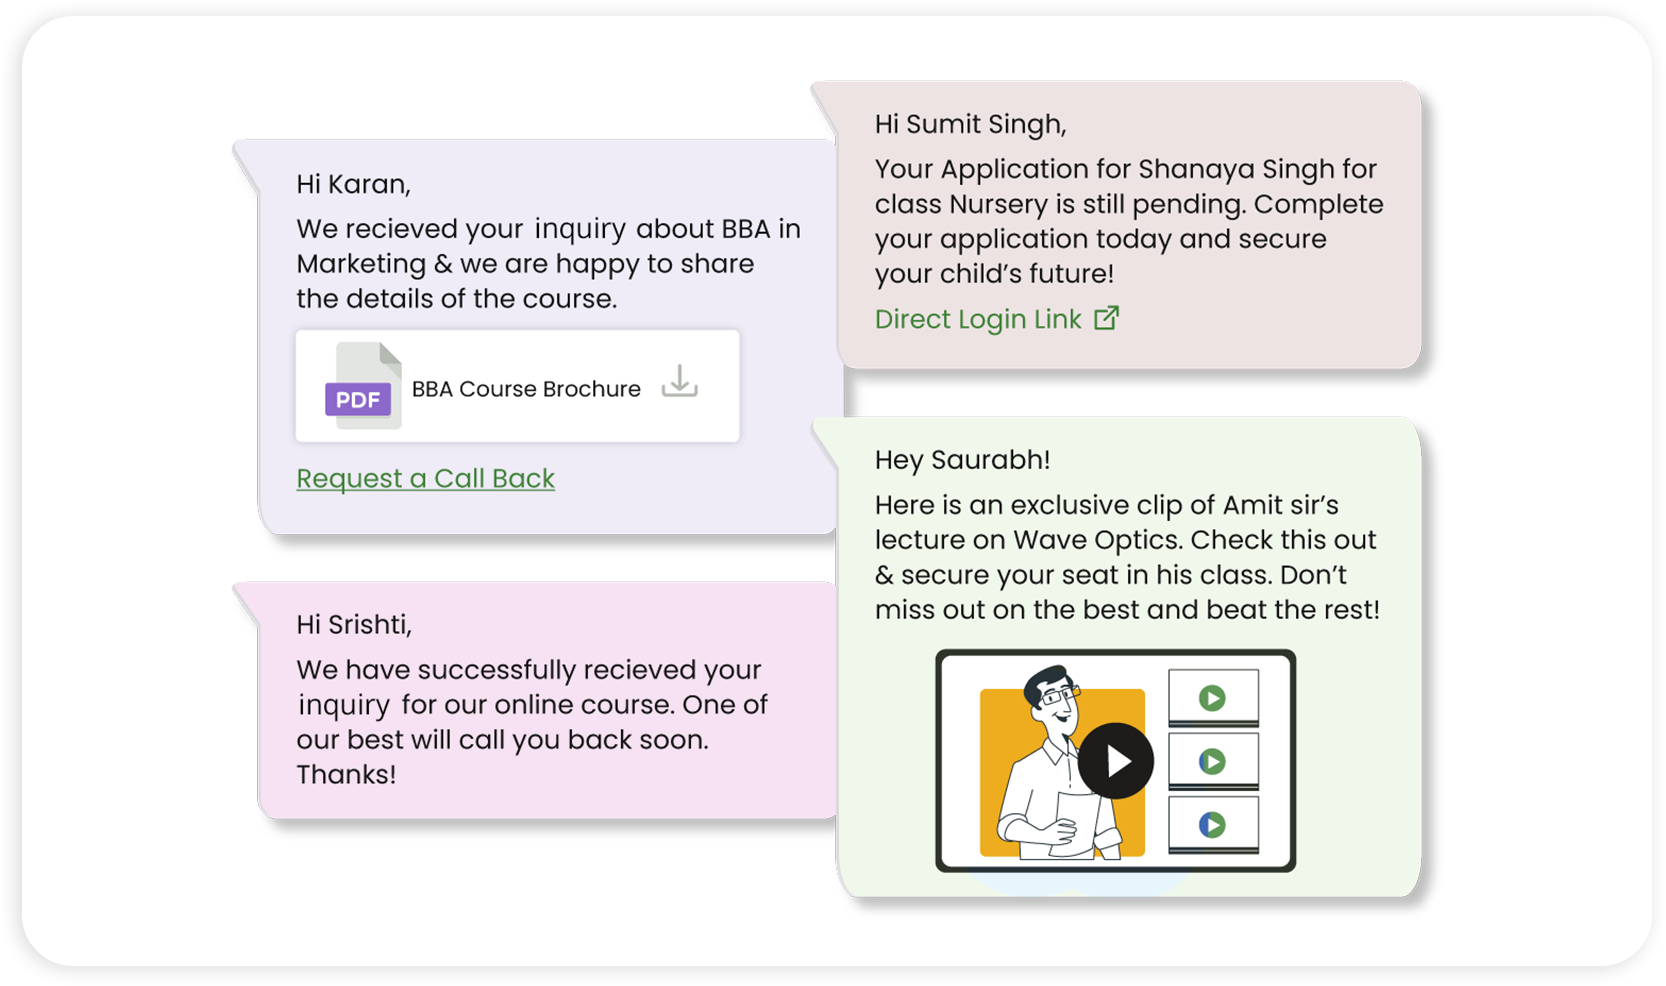 Hi Karan,
We recieved your inquiry about BBA in
Marketing & we are happy to share
the details of the course.
PDF
BBA Course Brochure
Request a Call Back
Hi Sumit Singh,
Your Application for Shanaya Singh for
class Nursery is still pending. Complete
your application today and secure
your child’s future!
Direct Login Link
Hi Srishti,
We have successfully recieved your
inquiry for our online course. One of
our best will call you back soon.
Thanks!
Hey Saurabh!
Here is an exclusive clip of Amit sir’s
lecture on Wave Optics. Check this out
& secure your seat in his class. Don’t
miss out on the best and beat the rest!